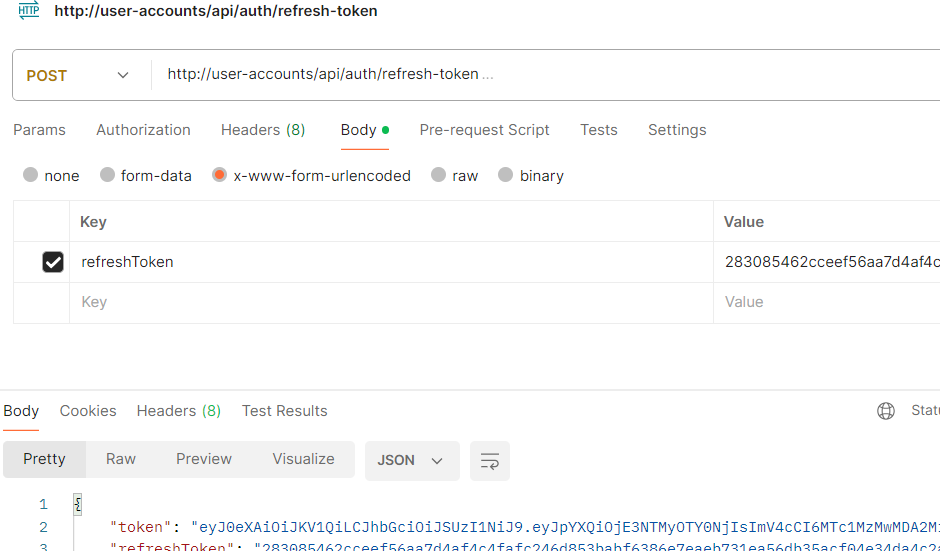 HTTP http://user-accounts/api/auth/refresh-token
POST http://user-accounts/api/auth/refresh-token ...
Params Authorization Headers (8) Body Pre-request Script Tests Settings
none form-data x-www-form-urlencoded raw binary
Key Value
refreshToken 283085462cceef56aa7d4af4c
Key Value
Body Cookies Headers (8) Test Results Statu
Pretty Raw Preview Visualize JSON
1 {
2 "token": "eyJ0eXAiOiJKV1QiLCJhbGciOiJSUzI1NiJ9.eyJpYXQiOjE3NTMyOTY0NjIsImV4cCI6MTc1MzMwMDA2Mi
3 "refreshToken": "283085462cceef56aa7d4af4c4fafc246d853babf6386e7eaeb731ea56db35acf04e34da4c2a